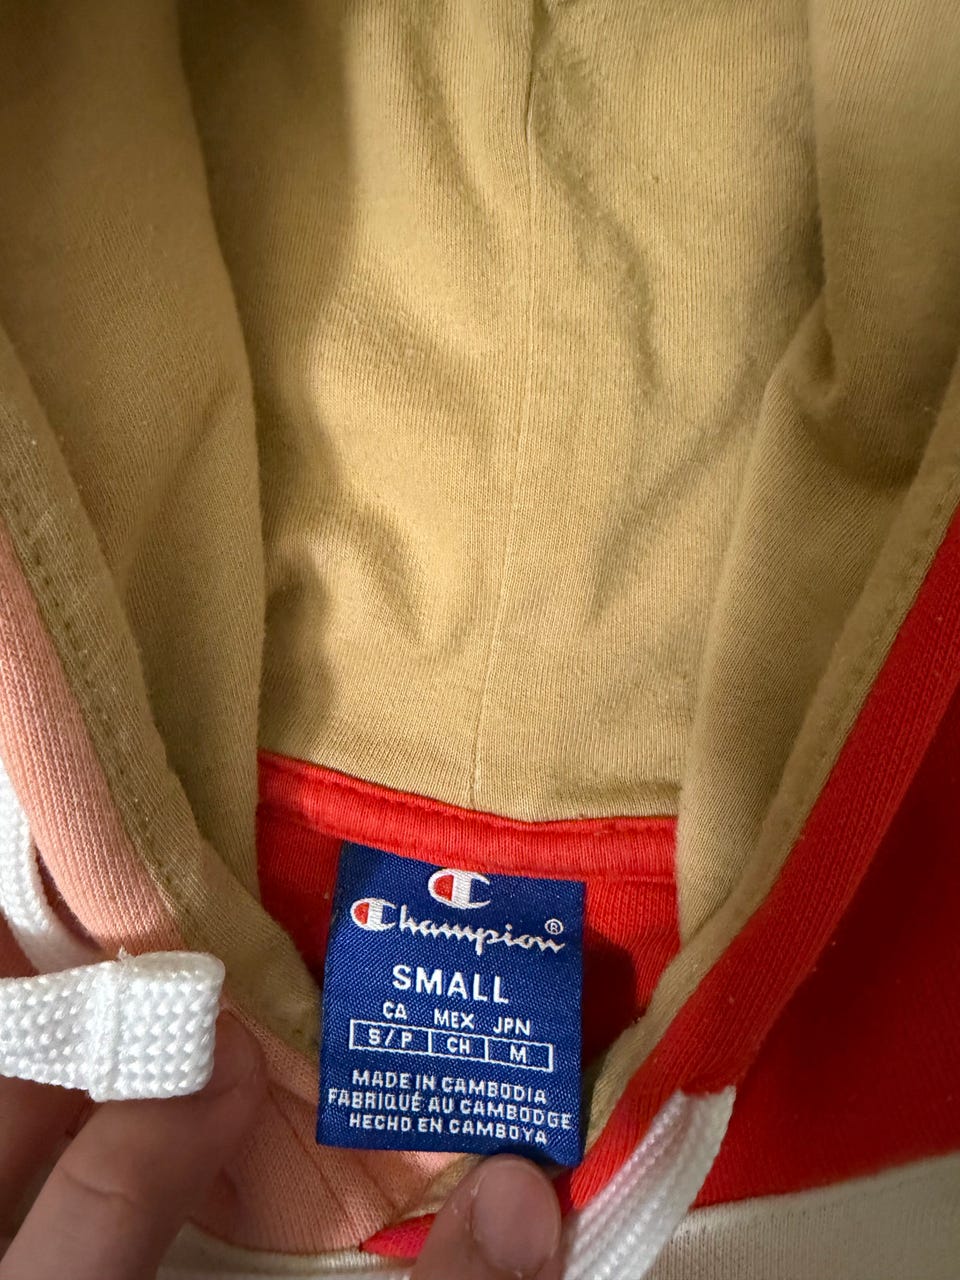 Champion®
SMALL
CA MEX JPN
S/P CH M
MADE IN CAMBODIA
FABRIQUÉ AU CAMBODGE
HECHO EN CAMBOYA